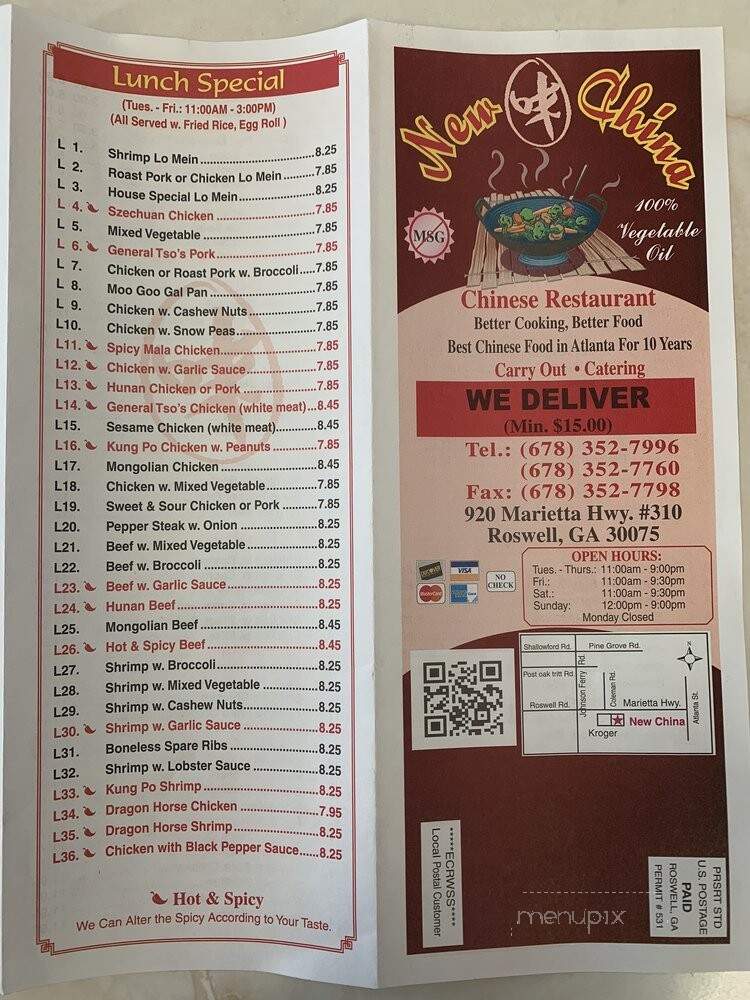 Lunch Special
(Tues. - Fri.: 11:00AM - 3:00PM)
(All Served w. Fried Rice, Egg Roll )
L 1. Shrimp Lo Mein 8.25
L 2. Roast Pork or Chicken Lo Mein 7.85
L 3. House Special Lo Mein 8.25
L 4. Szechuan Chicken 7.85
L 5. Mixed Vegetable 7.85
L 6. General Tso's Pork 7.85
L 7. Chicken or Roast Pork w. Broccoli 7.85
L 8. Moo Goo Gal Pan 7.85
L 9. Chicken w. Cashew Nuts 7.85
L10. Chicken w. Snow Peas 7.85
L11. Spicy Mala Chicken 7.85
L12. Chicken w. Garlic Sauce 7.85
L13. Hunan Chicken or Pork 7.85
L14. General Tso's Chicken (white meat) 8.45
L15. Sesame Chicken (white meat) 8.45
L16. Kung Po Chicken w. Peanuts 7.85
L17. Mongolian Chicken 8.45
L18. Chicken w. Mixed Vegetable 7.85
L19. Sweet & Sour Chicken or Pork 7.85
L20. Pepper Steak w. Onion 8.25
L21. Beef w. Mixed Vegetable 8.25
L22. Beef w. Broccoli 8.25
L23. Beef w. Garlic Sauce 8.25
L24. Hunan Beef 8.25
L25. Mongolian Beef 8.45
L26. Hot & Spicy Beef 8.45
L27. Shrimp w. Broccoli 8.25
L28. Shrimp w. Mixed Vegetable 8.25
L29. Shrimp w. Cashew Nuts 8.25
L30. Shrimp w. Garlic Sauce 8.25
L31. Boneless Spare Ribs 8.25
L32. Shrimp w. Lobster Sauce 8.25
L33. Kung Po Shrimp 8.25
L34. Dragon Horse Chicken 7.95
L35. Dragon Horse Shrimp 8.25
L36. Chicken with Black Pepper Sauce 8.25
Hot & Spicy
We Can Alter the Spicy According to Your Taste.
New 味 China
100%
Vegetable
Oil
MSG
Chinese Restaurant
Better Cooking, Better Food
Best Chinese Food in Atlanta For 10 Years
Carry Out • Catering
WE DELIVER
(Min. $15.00)
Tel.: (678) 352-7996
(678) 352-7760
Fax: (678) 352-7798
920 Marietta Hwy. #310
Roswell, GA 30075
DISCOVER
VISA
MasterCard
NO
CHECK
OPEN HOURS:
Tues. - Thurs.: 11:00am - 9:00pm
Fri.: 11:00am - 9:30pm
Sat.: 11:00am - 9:30pm
Sunday: 12:00pm - 9:00pm
Monday Closed
Shallowford Rd.
Pine Grove Rd.
N
Post oak tritt Rd.
Johnson Ferry Rd.
Coleman Rd.
Roswell Rd.
Marietta Hwy.
Atlanta St.
New China
Kroger
*****ECRWSS****
Local Postal Customer
PRSRT STD
U.S. POSTAGE
PAID
ROSWELL, GA
PERMIT # 531
menupix